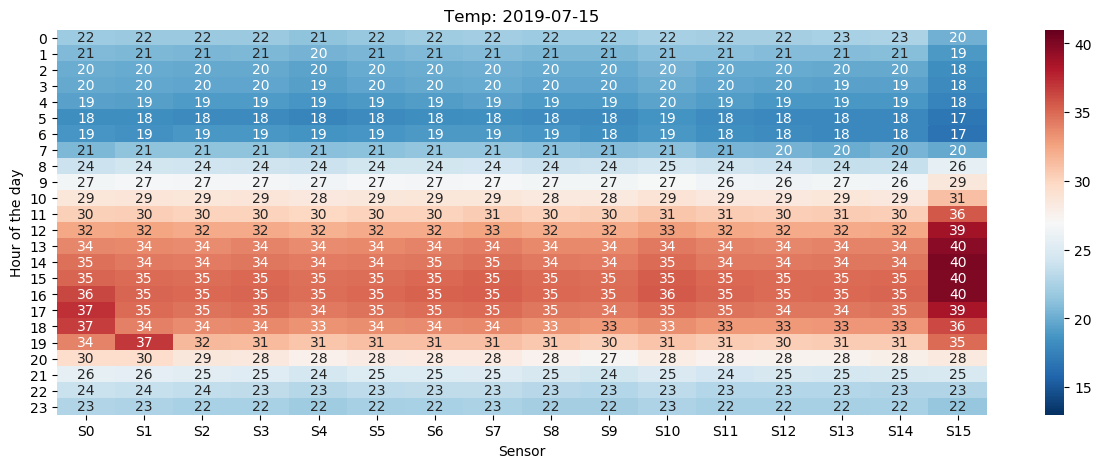 Temp: 2019-07-15
Hour of the day
0 22 22 22 22 21 22 22 22 22 22 22 22 22 23 23 20
1 21 21 21 21 20 21 21 21 21 21 21 21 21 21 21 19
2 20 20 20 20 20 20 20 20 20 20 20 20 20 20 20 18
3 20 20 20 20 19 20 20 20 20 20 20 20 20 19 19 18
4 19 19 19 19 19 19 19 19 19 19 20 19 19 19 19 18
5 18 18 18 18 18 18 18 18 18 18 19 18 18 18 18 17
6 19 19 19 19 19 19 19 19 19 18 19 18 18 18 18 17
7 21 21 21 21 21 21 21 21 21 21 21 21 20 20 20 20
8 24 24 24 24 24 24 24 24 24 24 25 24 24 24 24 26
9 27 27 27 27 27 27 27 27 27 27 27 26 26 27 26 29
10 29 29 29 29 28 29 29 29 28 28 29 29 29 29 29 31
11 30 30 30 30 30 30 30 31 30 30 31 31 30 31 30 36
12 32 32 32 32 32 32 32 33 32 32 33 32 32 32 32 39
13 34 34 34 34 34 34 34 34 34 34 34 34 34 34 34 40
14 35 34 34 34 34 34 35 35 34 34 35 34 34 34 34 40
15 35 35 35 35 35 35 35 35 35 35 35 35 35 35 35 40
16 36 35 35 35 35 35 35 35 35 35 36 35 35 35 35 40
17 37 35 35 35 34 35 35 35 35 34 35 35 34 34 35 39
18 37 34 34 34 33 34 34 34 33 33 33 33 33 33 33 36
19 34 37 32 31 31 31 31 31 31 30 31 31 30 31 31 35
20 30 30 29 28 28 28 28 28 28 27 28 28 28 28 28 28
21 26 26 25 25 24 25 25 25 25 24 25 24 25 25 25 25
22 24 24 24 23 23 23 23 23 23 23 23 23 23 23 23 23
23 23 23 22 22 22 22 22 23 22 22 23 22 22 22 22 22
S0 S1 S2 S3 S4 S5 S6 S7 S8 S9 S10 S11 S12 S13 S14 S15
Sensor
40
35
30
25
20
15